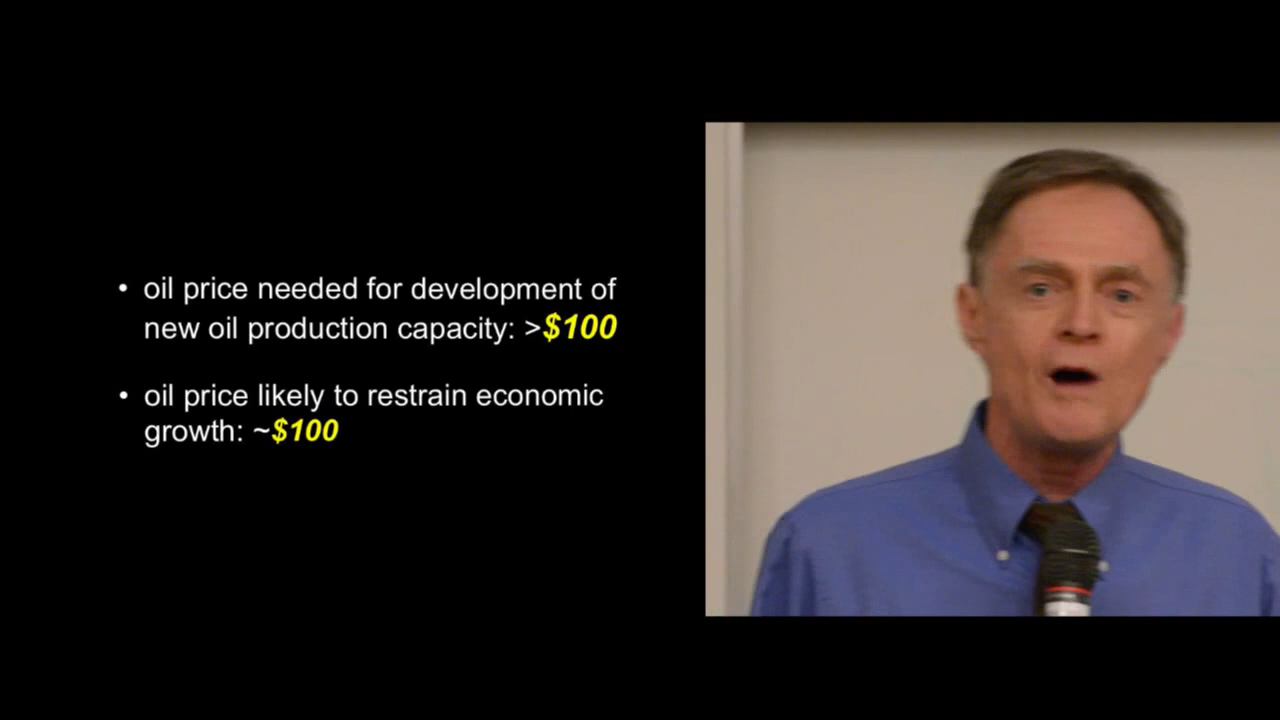 • oil price needed for development of
new oil production capacity: >$100
• oil price likely to restrain economic
growth: ~$100